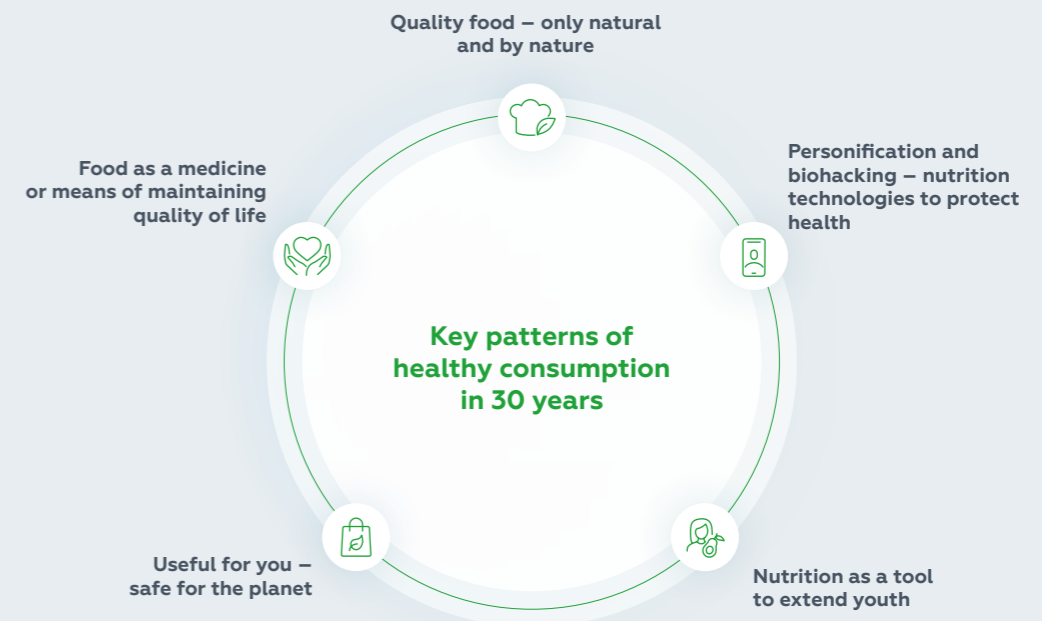 Quality food – only natural
and by nature
Food as a medicine
or means of maintaining
quality of life
Personification and
biohacking – nutrition
technologies to protect
health
Key patterns of
healthy consumption
in 30 years
Useful for you –
safe for the planet
Nutrition as a tool
to extend youth